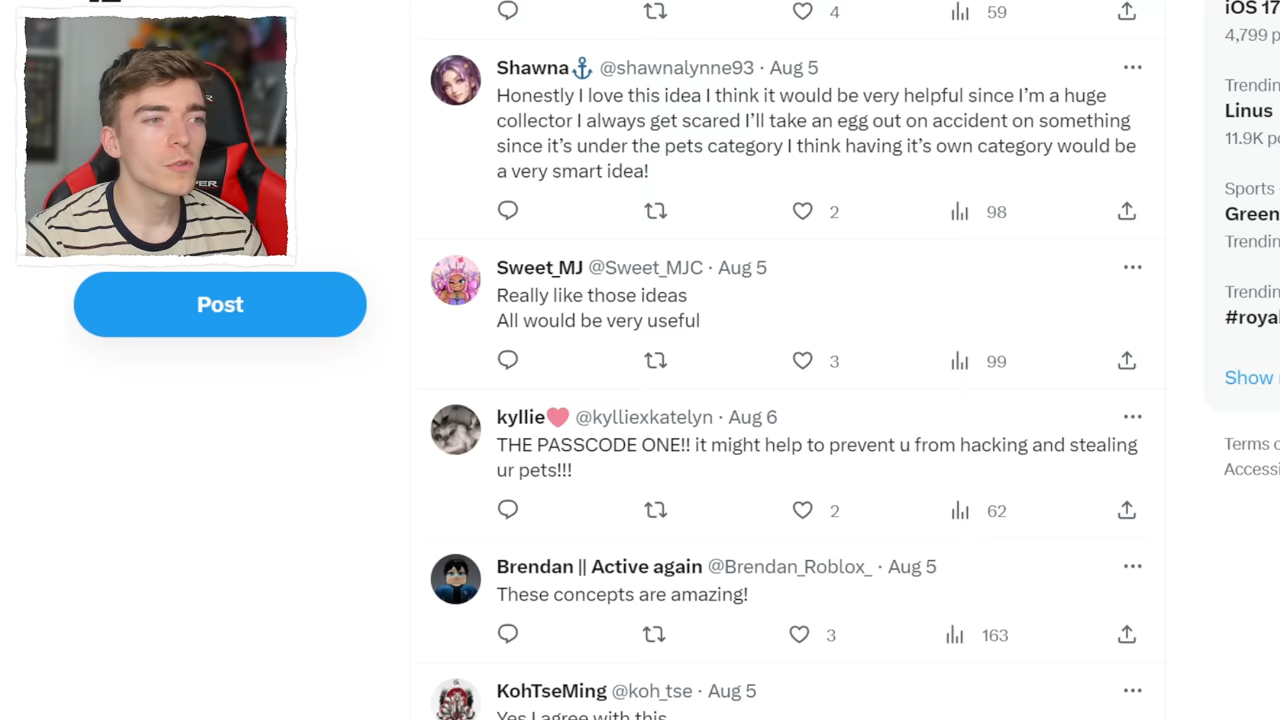 4 59
Shawna⚓ @shawnalynne93 · Aug 5
Honestly I love this idea I think it would be very helpful since I'm a huge
collector I always get scared I'll take an egg out on accident on something
since it's under the pets category I think having it's own category would be
a very smart idea!
2 98
Sweet_MJ @Sweet_MJC · Aug 5
Really like those ideas
All would be very useful
3 99
kyllie🩷 @kylliexkatelyn · Aug 6
THE PASSCODE ONE!! it might help to prevent u from hacking and stealing
ur pets!!!
2 62
Brendan || Active again @Brendan_Roblox_ · Aug 5
These concepts are amazing!
3 163
KohTseMing @koh_tse · Aug 5
Yes I agree with this
Post
iOS 17
4,799 p
Trendin
Linus
11.9K po
Sports
Green
Trendin
Trendin
#royal
Show
Terms o
Accessi